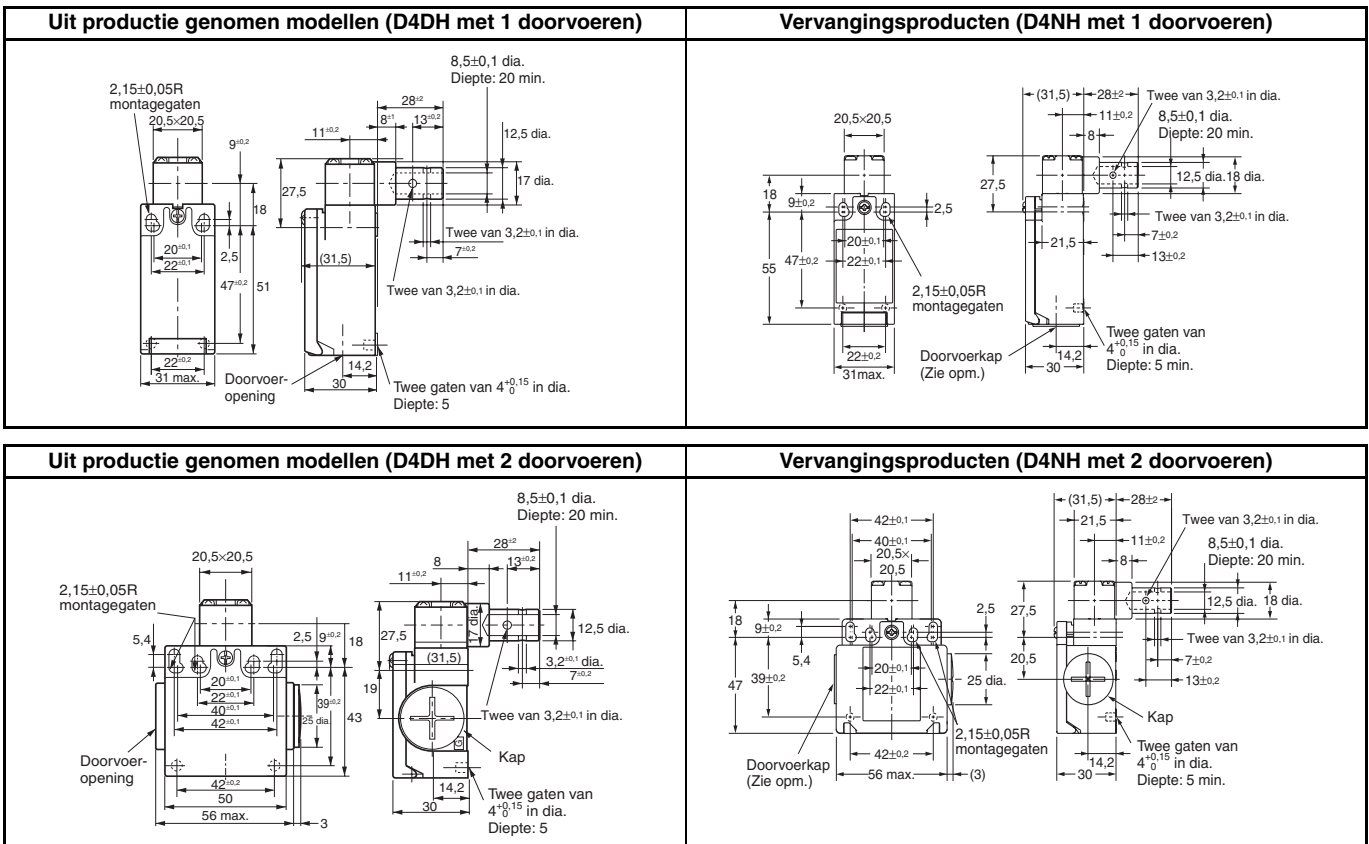 Uit productie genomen modellen (D4DH met 1 doorvoeren)
8,5±0,1 dia.
Diepte: 20 min.
2,15±0,05R
montagegaten
20,5×20,5
28±2
8±1
13±0,2
11±0,2
12,5 dia.
9±0,2
27,5
17 dia.
18
20±0,1
22±0,1
2,5
Twee van 3,2±0,1 in dia.
7±0,2
(31,5)
47±0,2
51
Twee van 3,2±0,1 in dia.
22±0,2
31 max.
Doorvoer-
opening
14,2
30
Twee gaten van 4+0,15 0 in dia.
Diepte: 5
Vervangingsproducten (D4NH met 1 doorvoeren)
(31,5)
28±2
Twee van 3,2±0,1 in dia.
11±0,2
8,5±0,1 dia.
Diepte: 20 min.
20,5×20,5
8
27,5
12,5 dia.
18 dia.
18
9±0,2
2,5
Twee van 3,2±0,1 in dia.
20±0,1
21,5
7±0,2
47±0,2
22±0,1
13±0,2
55
2,15±0,05R
montagegaten
22±0,2
31max.
Doorvoerkap
(Zie opm.)
14,2
30
Twee gaten van
4+0,15 0 in dia.
Diepte: 5 min.
Uit productie genomen modellen (D4DH met 2 doorvoeren)
8,5±0,1 dia.
Diepte: 20 min.
20,5×20,5
28±2
8
13±0,2
11±0,2
2,15±0,05R
montagegaten
5,4
2,5
9±0,2
18
27,5
17 dia.
12,5 dia.
(31,5)
20±0,1
22±0,1
40±0,1
42±0,1
39±0,2
43
25 dia.
19
3,2±0,1 dia.
7±0,2
Twee van 3,2±0,1 in dia.
Kap
G
Doorvoer-
opening
42±0,2
50
56 max.
3
14,2
30
Twee gaten van
4+0,15 0 in dia.
Diepte: 5
Vervangingsproducten (D4NH met 2 doorvoeren)
(31,5)
28±2
42±0,1
21,5
Twee van 3,2±0,1 in dia.
40±0,1
11±0,2
20,5×
20,5
8
8,5±0,1 dia.
Diepte: 20 min.
2,5
27,5
12,5 dia.
18 dia.
18
9±0,2
5,4
Twee van 3,2±0,1 in dia.
20±0,1
20,5
7±0,2
39±0,2
22±0,1
25 dia.
13±0,2
47
Kap
2,15±0,05R
montagegaten
42±0,2
Doorvoerkap
(Zie opm.)
56 max.
(3)
14,2
30
Twee gaten van
4+0,15 0 in dia.
Diepte: 5 min.